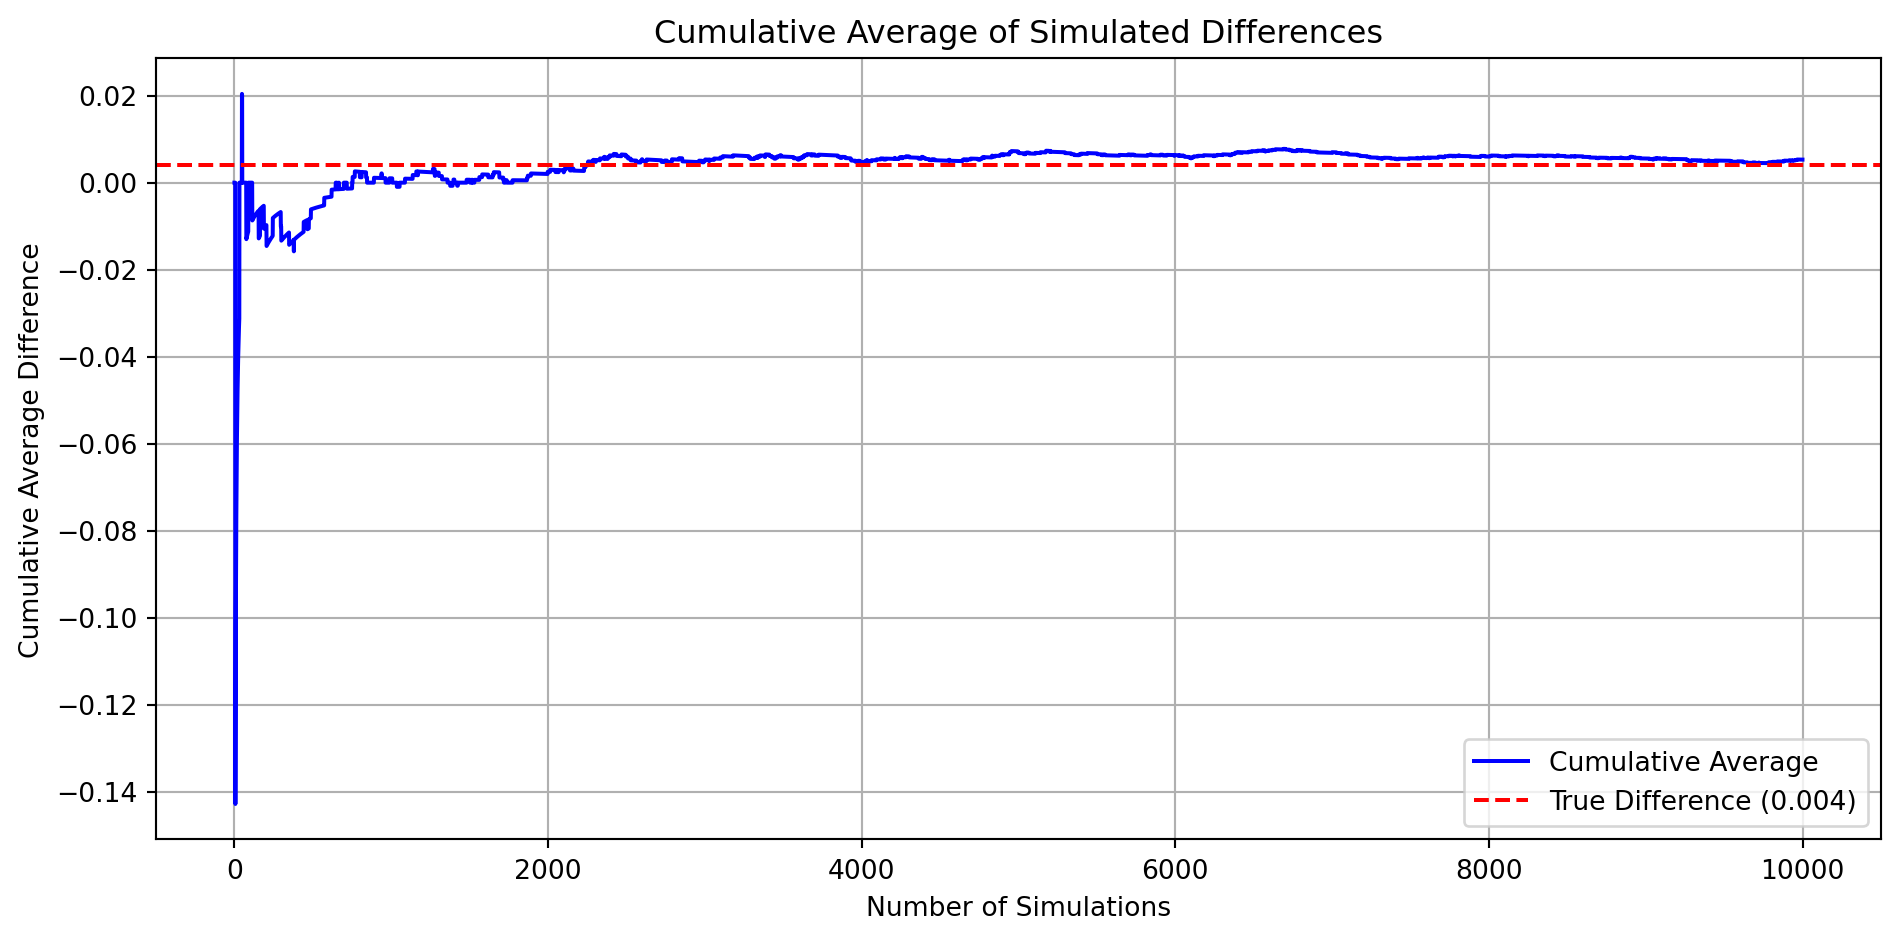 Cumulative Average of Simulated Differences
Cumulative Average Difference
0.02
0.00
−0.02
−0.04
−0.06
−0.08
−0.10
−0.12
−0.14
Cumulative Average
True Difference (0.004)
0 2000 4000 6000 8000 10000
Number of Simulations